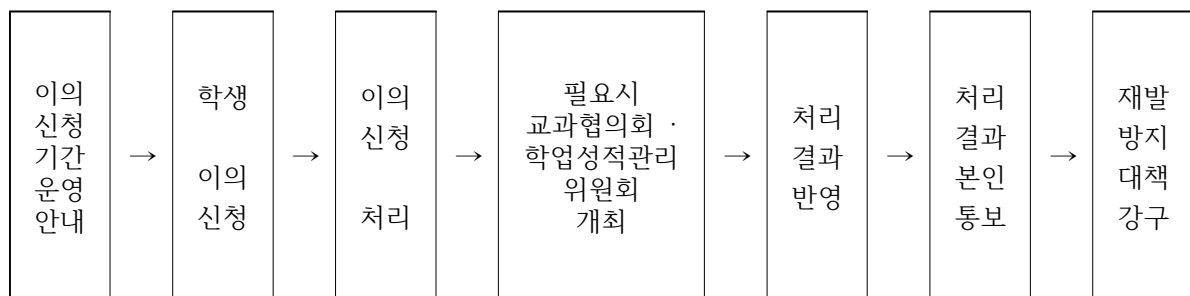 이의
신청
기간
운영
안내
→
학생
이의
신청
→
이의
신청
처리
→
필요시
교과협의회 ·
학업성적관리
위원회
개최
→
처리
결과
반영
→
처리
결과
본인
통보
→
재발
방지
대책
강구